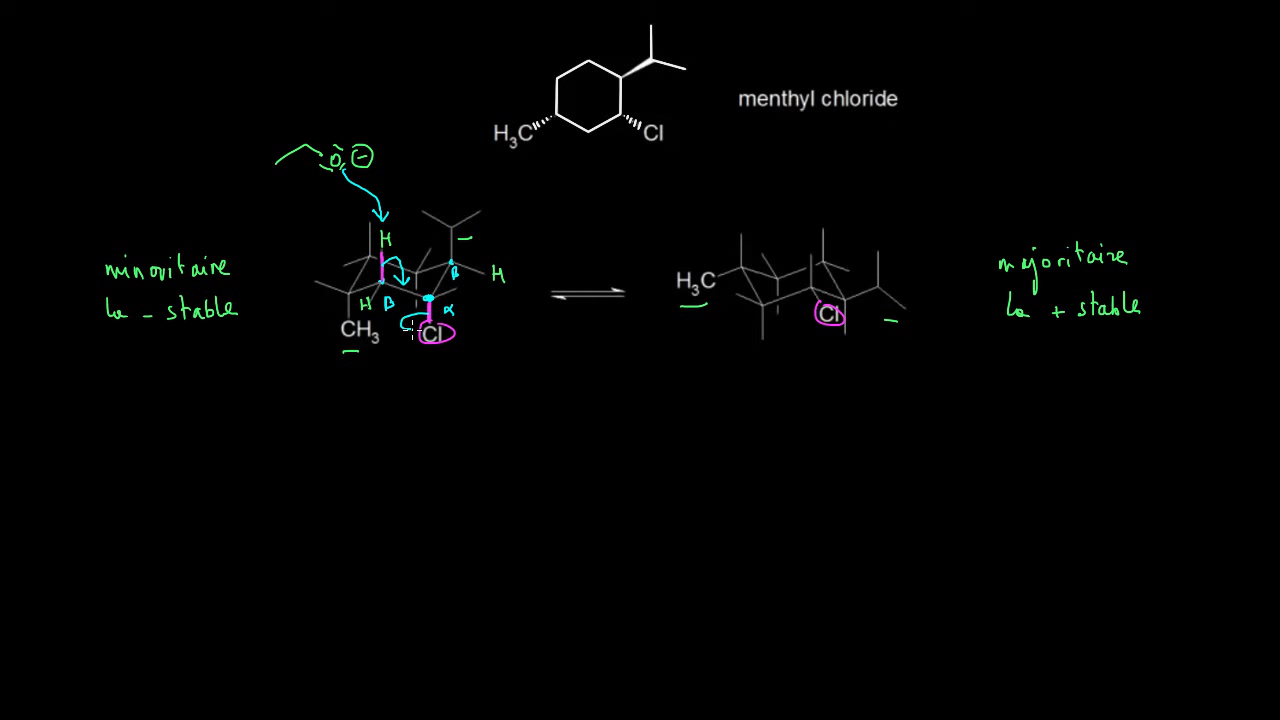 menthyl chloride
H3C
Cl
O −
H
minoritaire
la - stable
H
H
β
β
α
CH3
Cl
H3C
Cl
majoritaire
la + stable